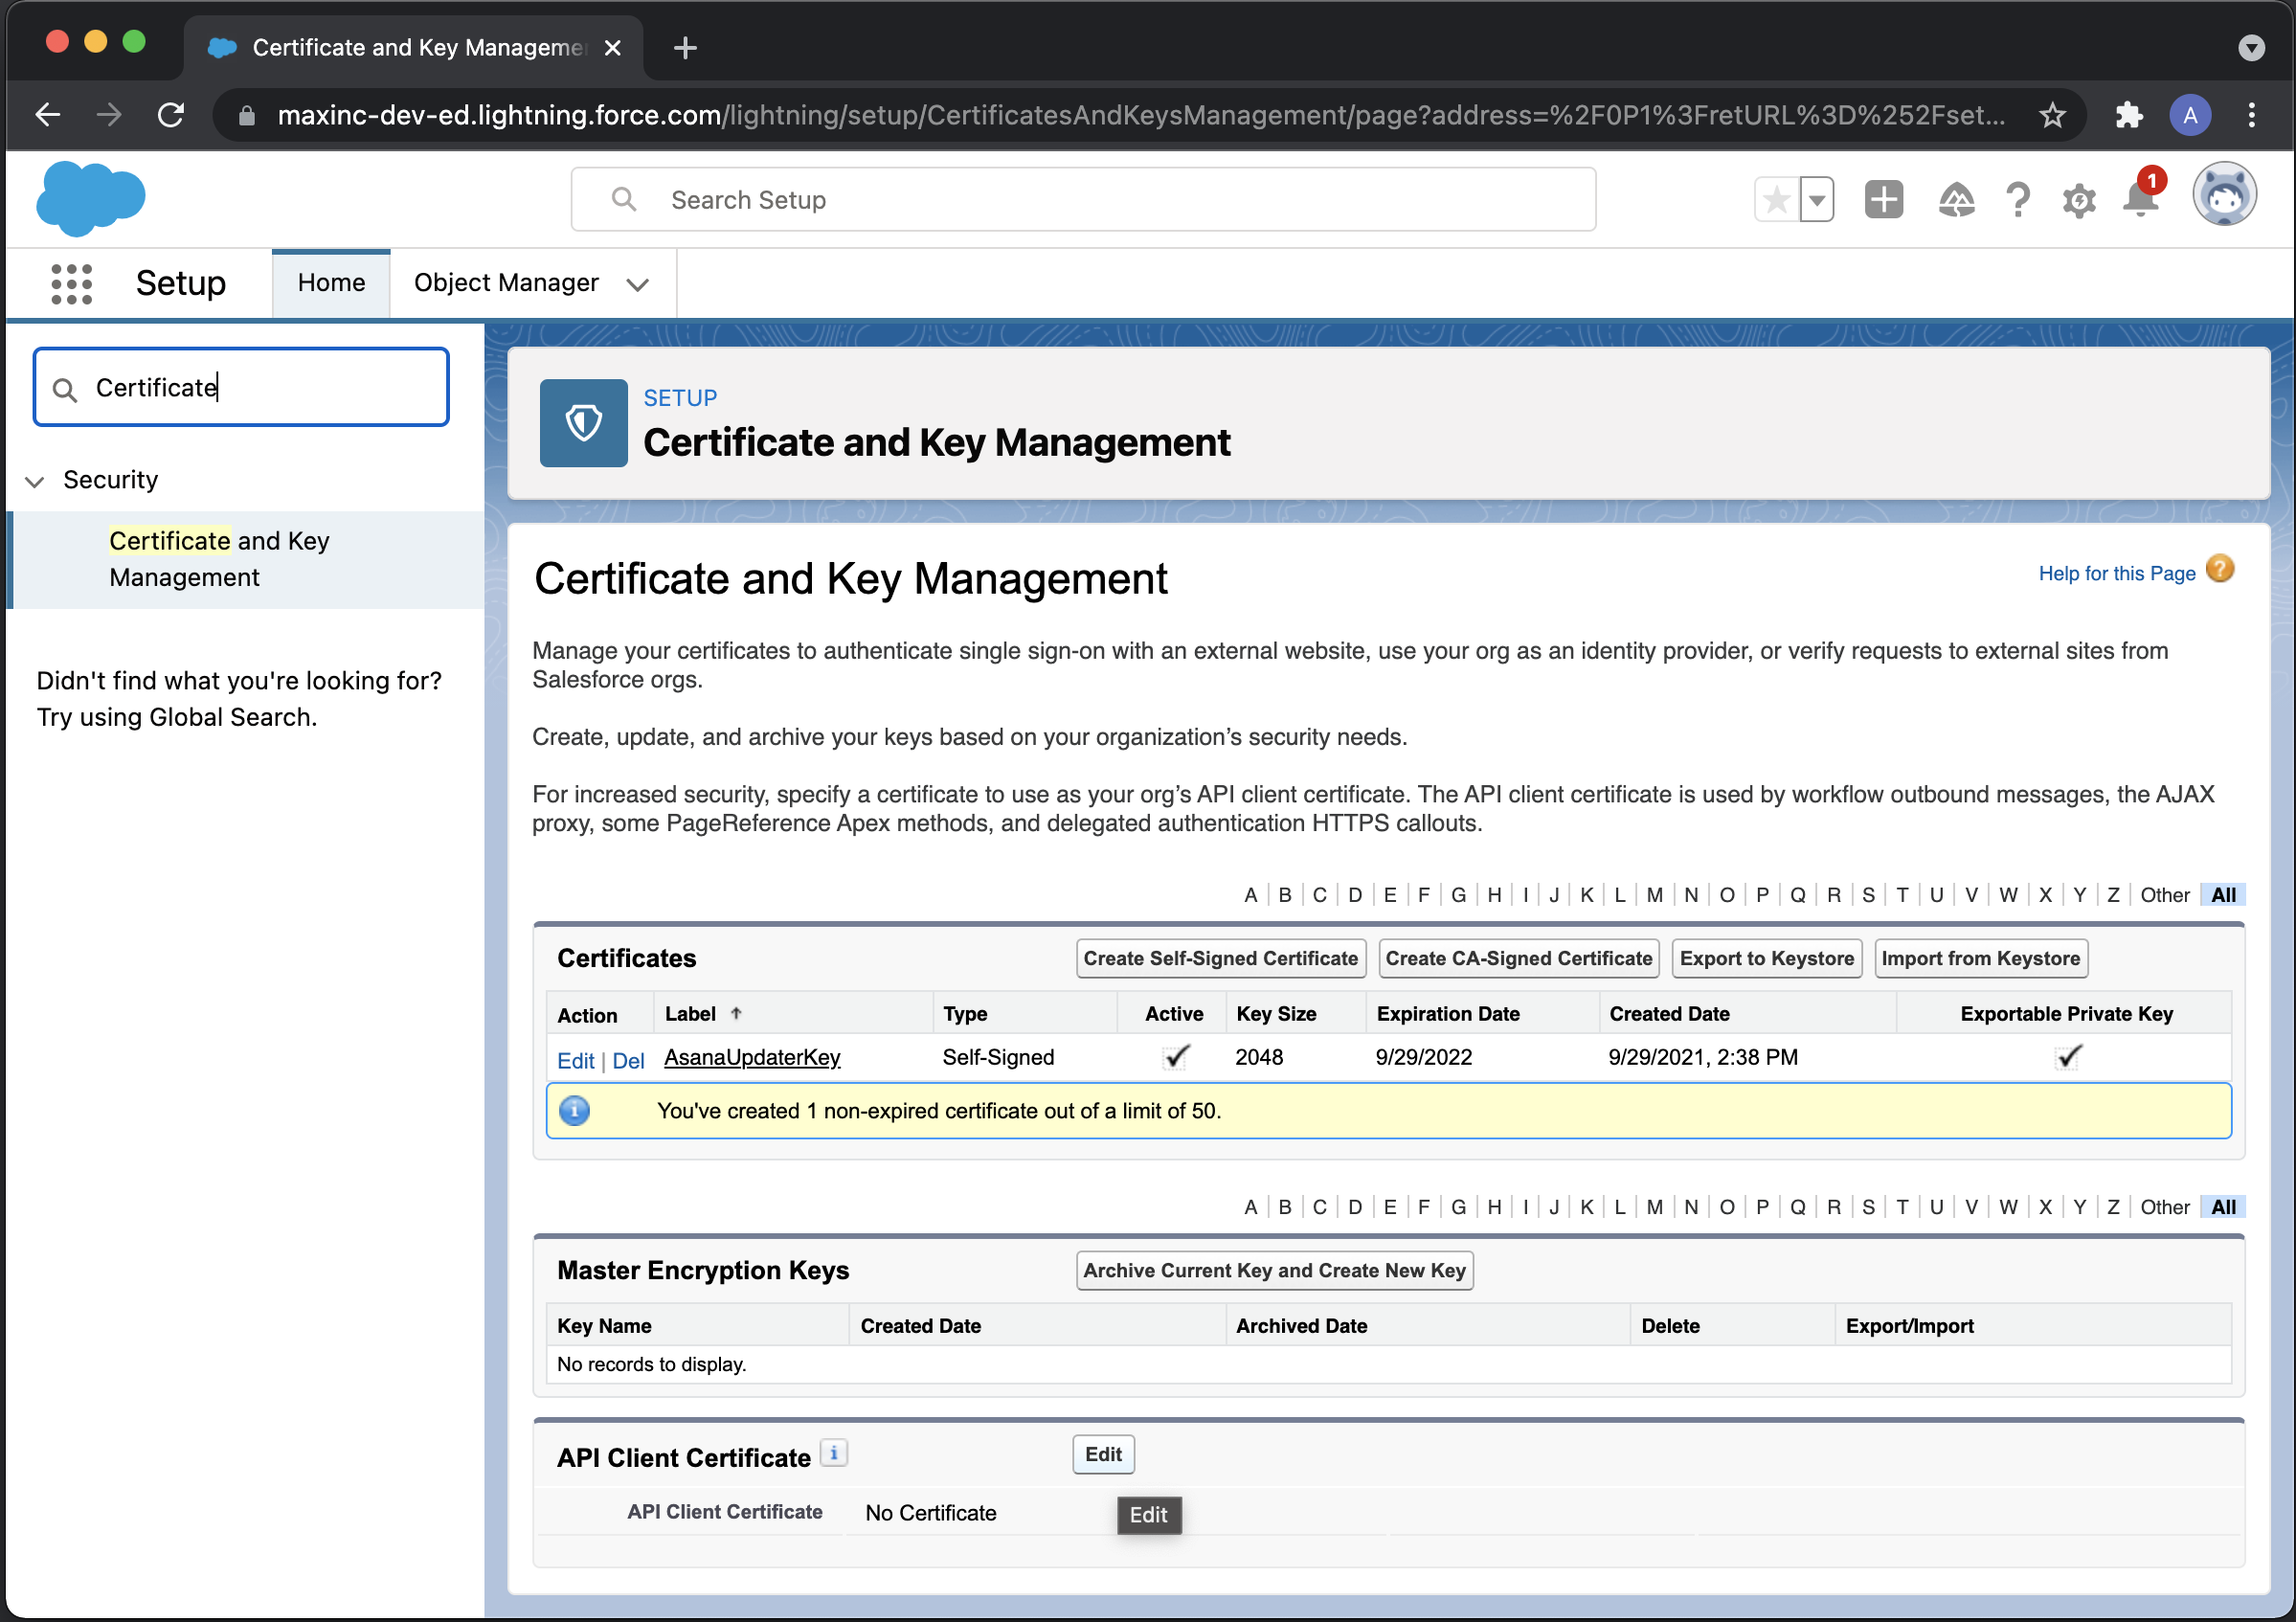 Certificate and Key Manageme
maxinc-dev-ed.lightning.force.com/lightning/setup/CertificatesAndKeysManagement/page?address=%2F0P1%3FretURL%3D%252Fset...
A
Search Setup
1
Setup
Home
Object Manager
Certificate
Security
Certificate and Key
Management
Didn't find what you're looking for?
Try using Global Search.
SETUP
Certificate and Key Management
Certificate and Key Management
Help for this Page
Manage your certificates to authenticate single sign-on with an external website, use your org as an identity provider, or verify requests to external sites from
Salesforce orgs.
Create, update, and archive your keys based on your organization’s security needs.
For increased security, specify a certificate to use as your org’s API client certificate. The API client certificate is used by workflow outbound messages, the AJAX
proxy, some PageReference Apex methods, and delegated authentication HTTPS callouts.
A | B | C | D | E | F | G | H | I | J | K | L | M | N | O | P | Q | R | S | T | U | V | W | X | Y | Z | Other | All
Certificates
Create Self-Signed Certificate Create CA-Signed Certificate Export to Keystore Import from Keystore
Action Label ↑ Type Active Key Size Expiration Date Created Date Exportable Private Key
Edit | Del AsanaUpdaterKey Self-Signed 2048 9/29/2022 9/29/2021, 2:38 PM
You've created 1 non-expired certificate out of a limit of 50.
A | B | C | D | E | F | G | H | I | J | K | L | M | N | O | P | Q | R | S | T | U | V | W | X | Y | Z | Other | All
Master Encryption Keys
Archive Current Key and Create New Key
Key Name Created Date Archived Date Delete Export/Import
No records to display.
API Client Certificate i
Edit
API Client Certificate No Certificate
Edit